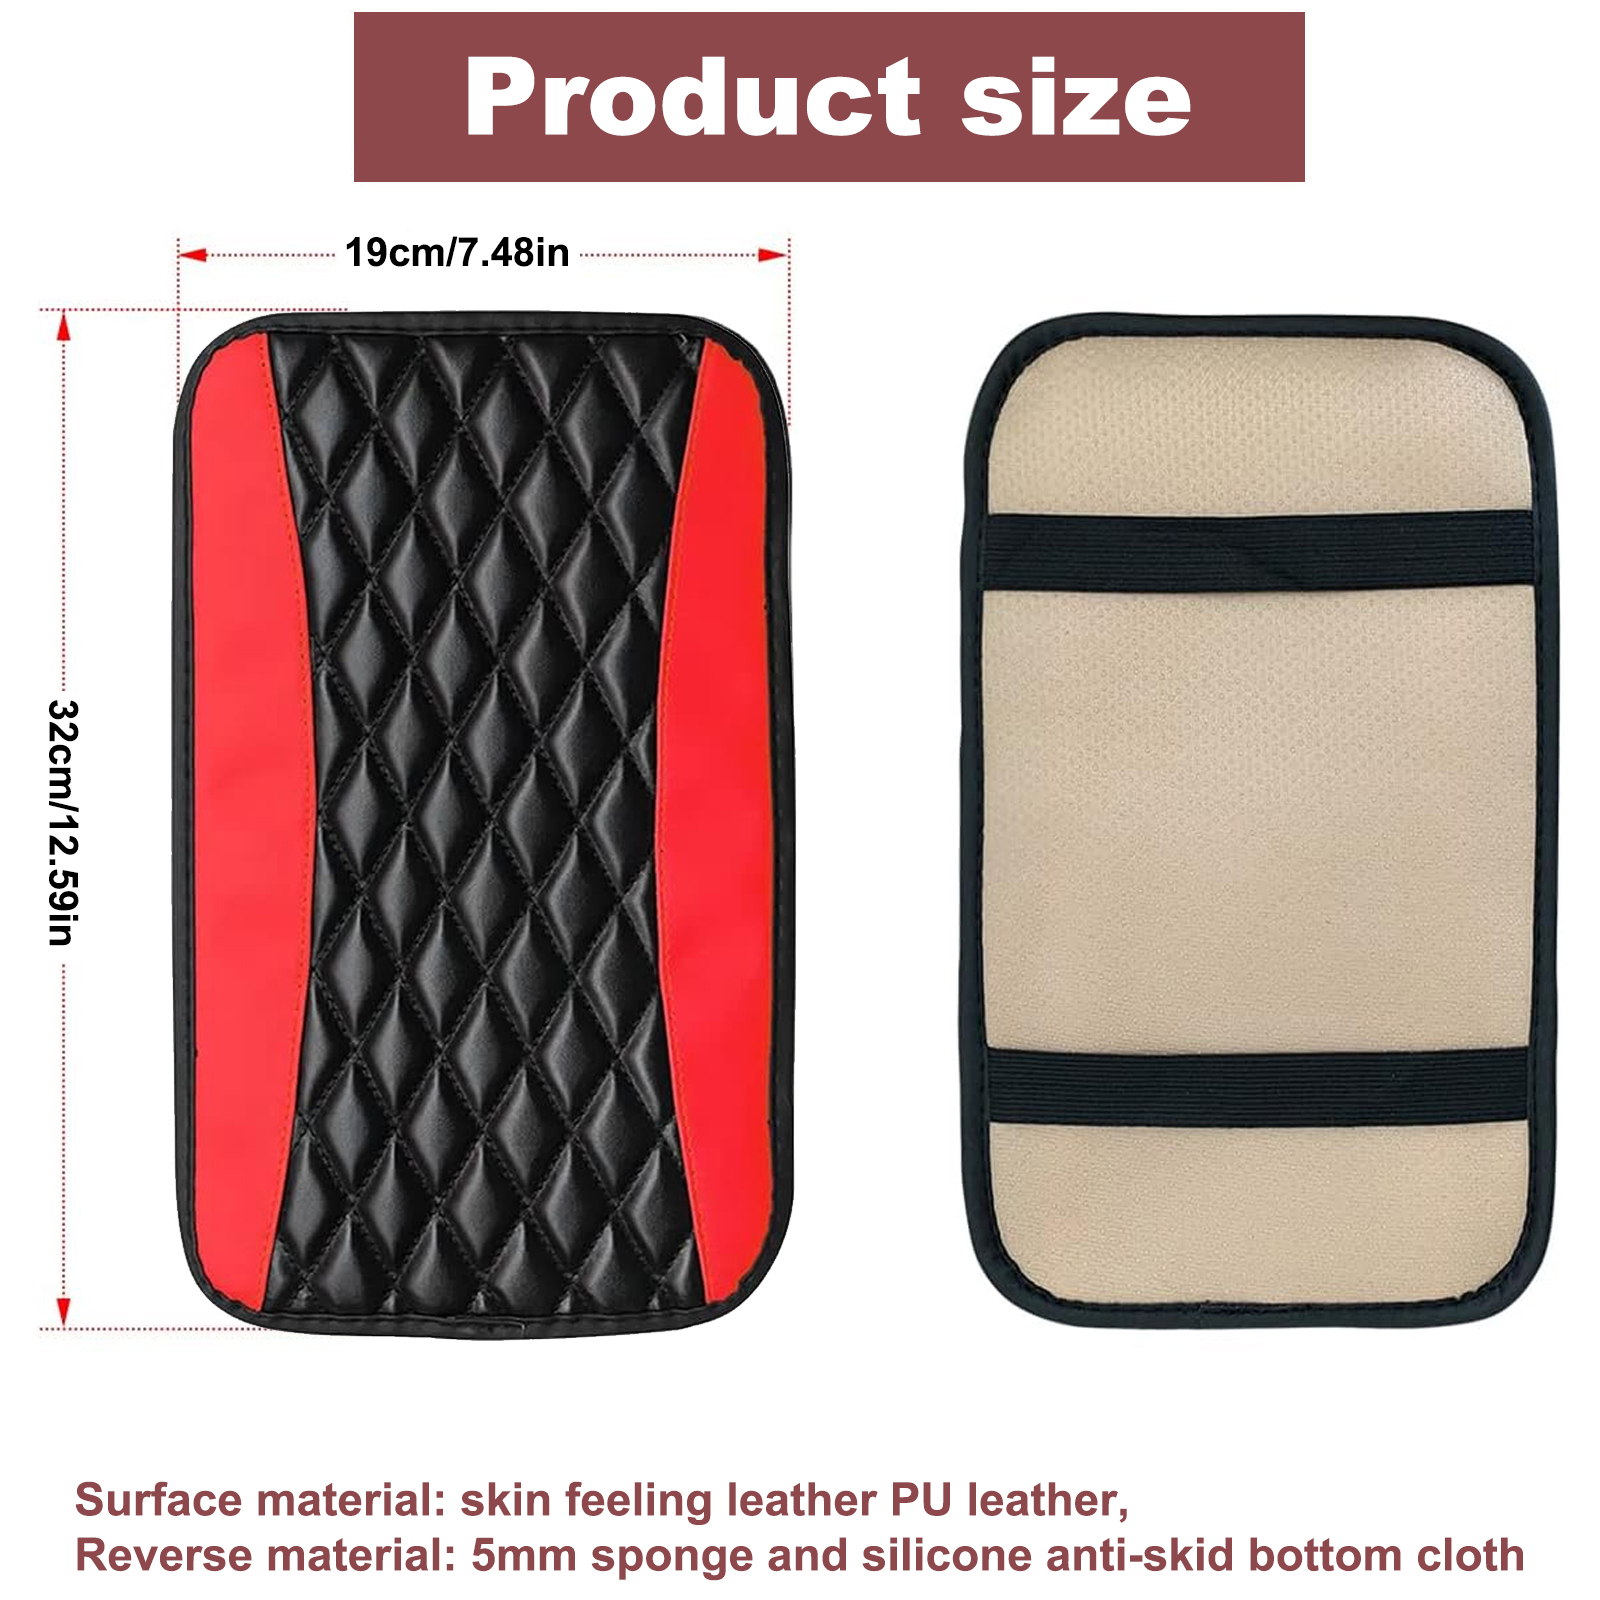 Product size
19cm/7.48in
32cm/12.59in
Surface material: skin feeling leather PU leather,
Reverse material: 5mm sponge and silicone anti-skid bottom cloth